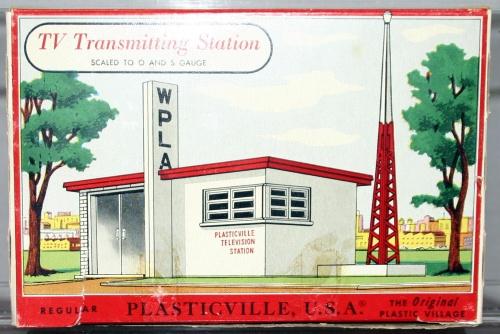 TV Transmitting Station
SCALED TO O AND S GAUGE
WPLA
PLASTICVILLE
TELEVISION
STATION
REGULAR
PLASTICVILLE, U.S.A.®
THE Original
PLASTIC VILLAGE